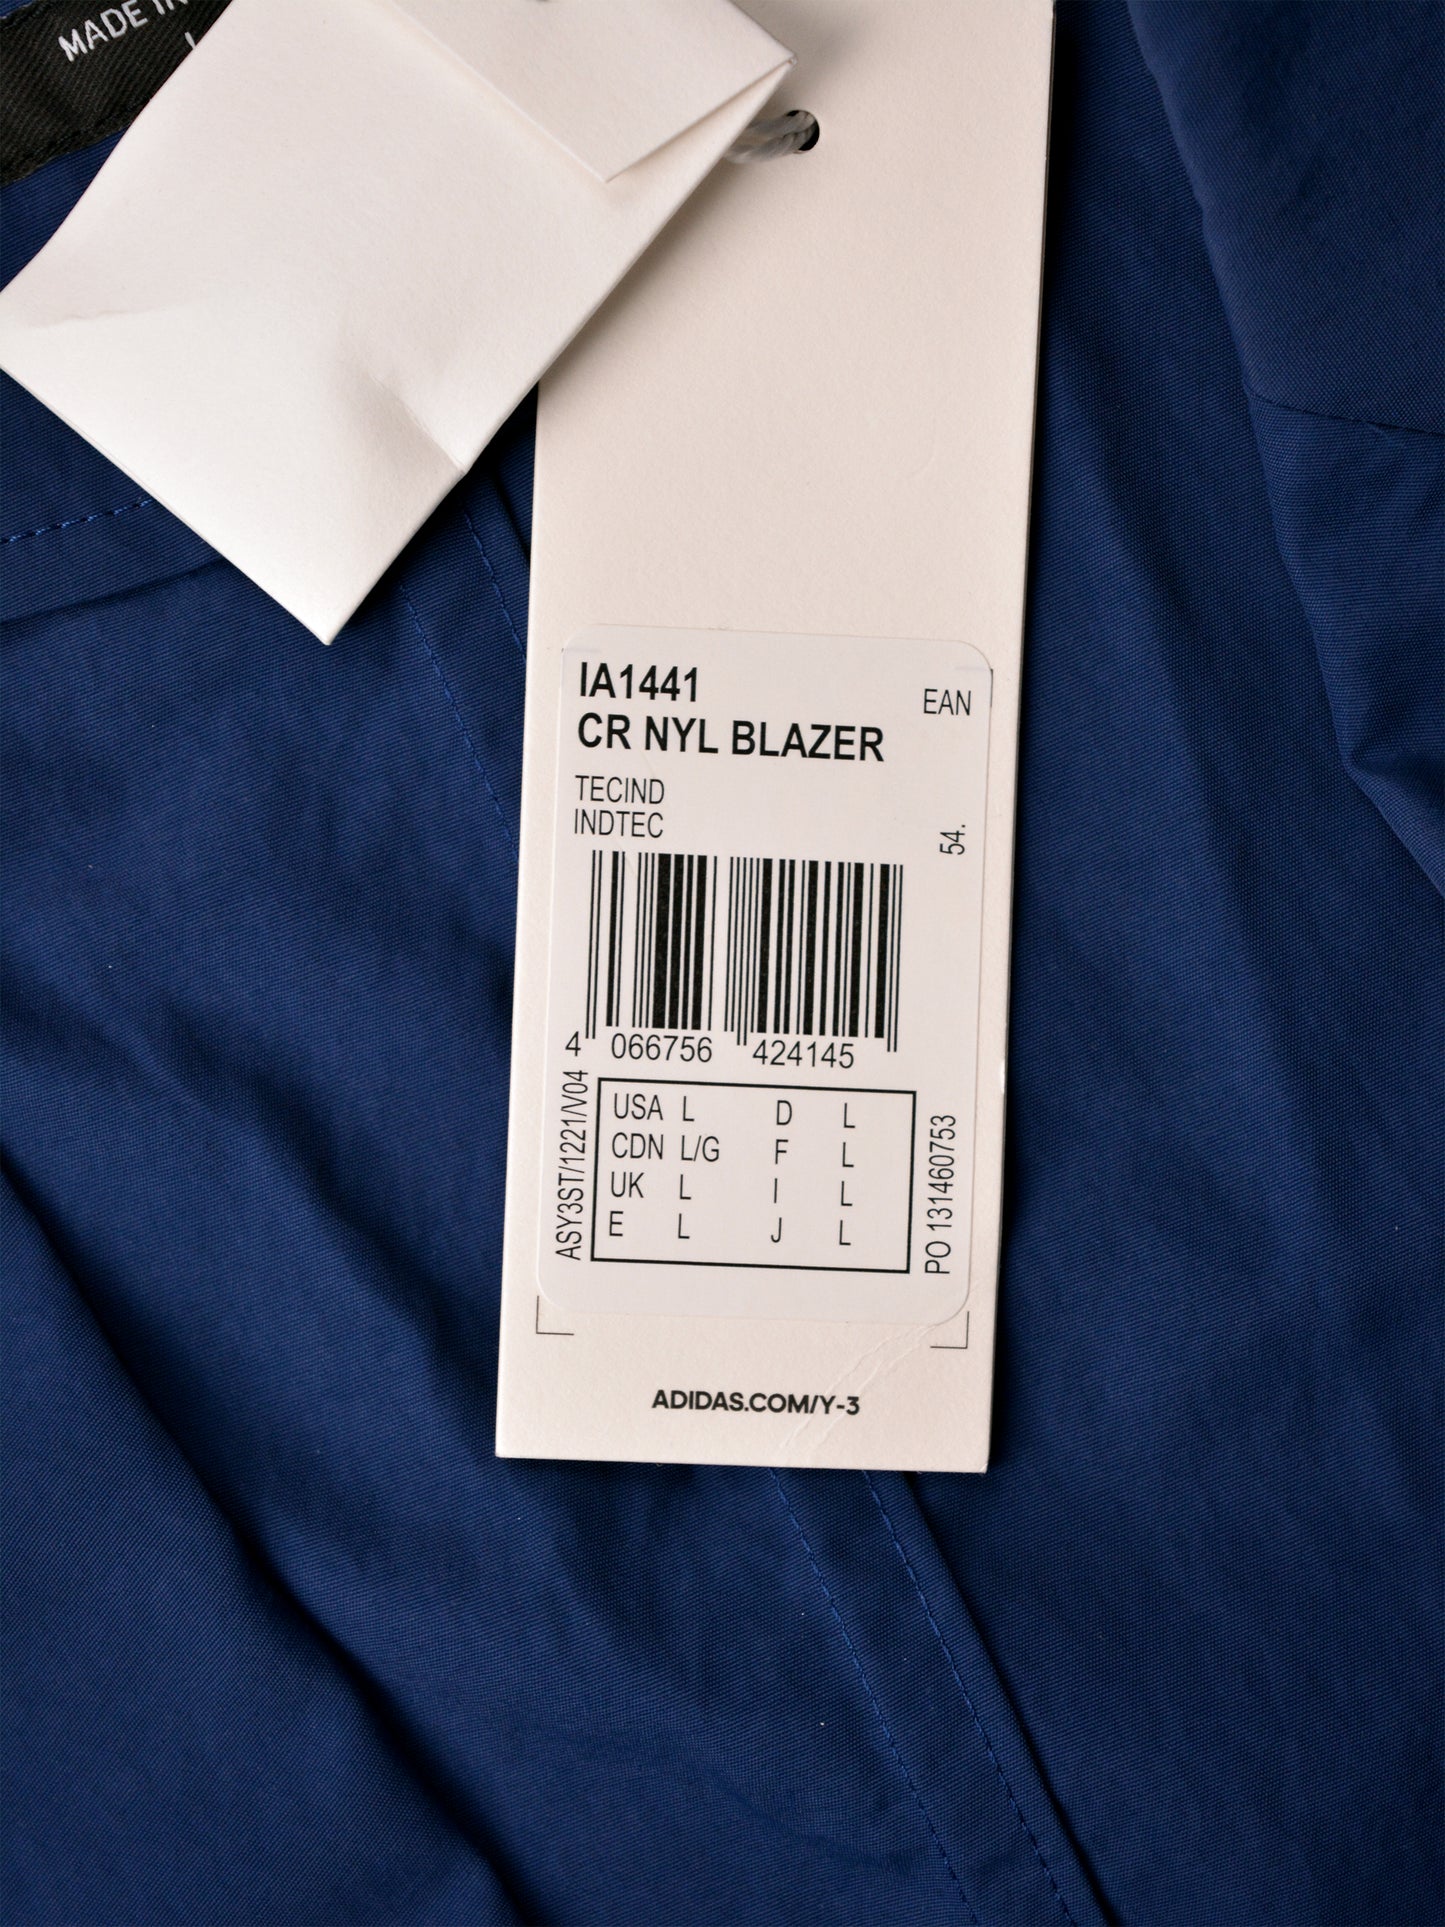 MADE IN
IA1441
EAN
CR NYL BLAZER
TECIND
INDTEC
54.
4 066756 424145
ASY3ST/1221/V04
USA L D L
CDN L/G F L
UK L I L
E L J L
PO 131460753
ADIDAS.COM/Y-3